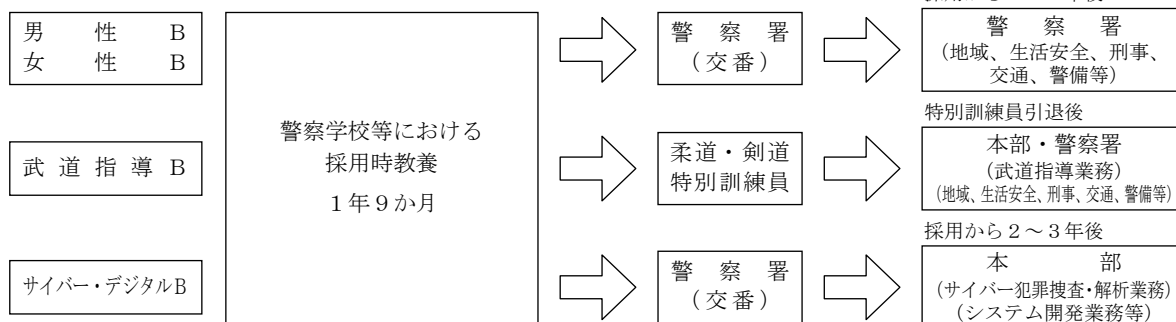 男性B
女性B
警察学校等における
採用時教養
1年9か月
警察署
(交番)
警察署
(地域、生活安全、刑事、
交通、警備等)
武道指導B
柔道・剣道
特別訓練員
特別訓練員引退後
本部・警察署
(武道指導業務)
(地域、生活安全、刑事、交通、警備等)
サイバー・デジタルB
警察署
(交番)
採用から2~3年後
本部
(サイバー犯罪捜査・解析業務)
(システム開発業務等)